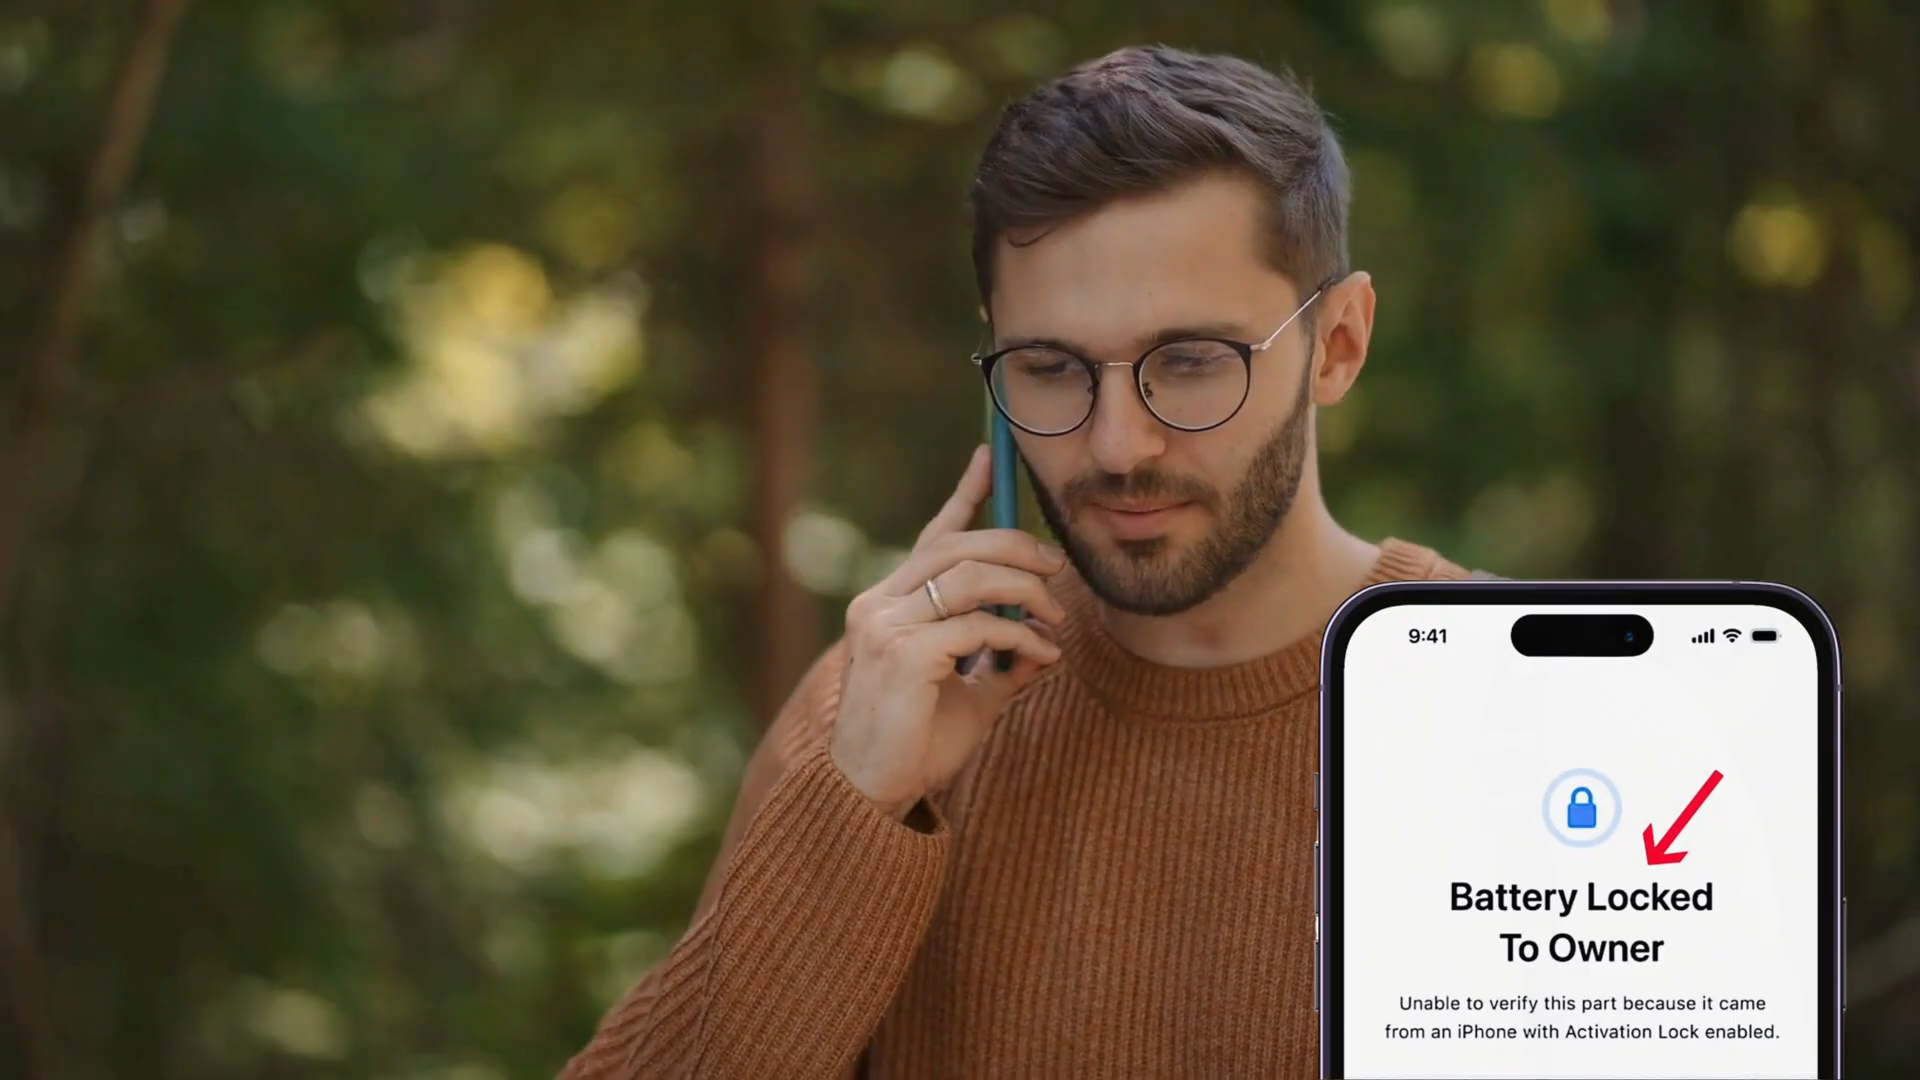 9:41
Battery Locked
To Owner
Unable to verify this part because it came
from an iPhone with Activation Lock enabled.